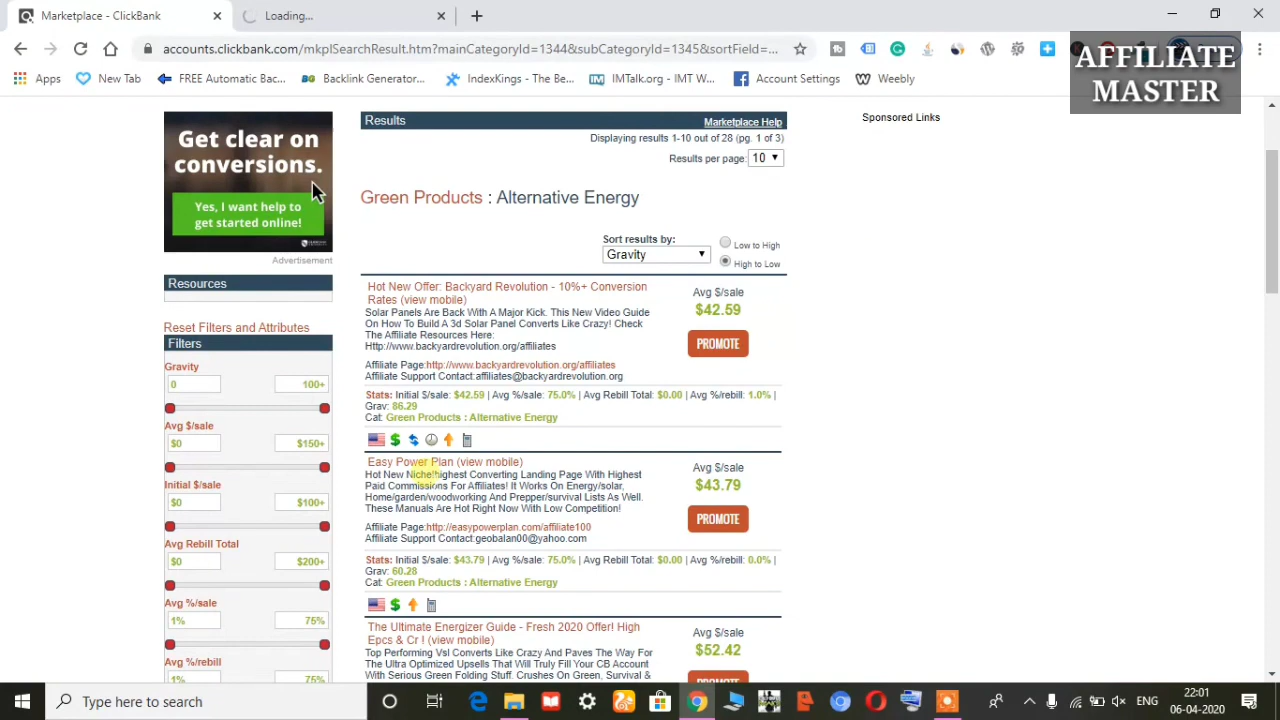 Marketplace - ClickBank
Loading...
accounts.clickbank.com/mkplSearchResult.htm?mainCategoryId=1344&subCategoryId=1345&sortField=...
Apps
New Tab
FREE Automatic Bac...
Backlink Generator...
IndexKings - The Be...
IMTalk.org - IMT W...
Account Settings
Weebly
AFFILIATE
MASTER
Get clear on
conversions.
Yes, I want help to
get started online!
Advertisement
Resources
Reset Filters and Attributes
Filters
Gravity
0 100+
Avg $/sale
$0 $150+
Initial $/sale
$0 $100+
Avg Rebill Total
$0 $200+
Avg %/sale
1% 75%
Avg %/rebill
1% 75%
Results Marketplace Help
Displaying results 1-10 out of 28 (pg. 1 of 3)
Results per page: 10
Green Products : Alternative Energy
Sort results by:
Gravity
Low to High
High to Low
Hot New Offer: Backyard Revolution - 10%+ Conversion
Rates (view mobile)
Solar Panels Are Back With A Major Kick. This New Video Guide
On How To Build A 3d Solar Panel Converts Like Crazy! Check
The Affiliate Resources Here:
Http://www.backyardrevolution.org/affiliates
Affiliate Page:http://www.backyardrevolution.org/affiliates
Affiliate Support Contact:affiliates@backyardrevolution.org
Stats: Initial $/sale: $42.59 | Avg %/sale: 75.0% | Avg Rebill Total: $0.00 | Avg %/rebill: 1.0% |
Grav: 86.29
Cat: Green Products : Alternative Energy
Avg $/sale
$42.59
PROMOTE
Easy Power Plan (view mobile)
Hot New Niche!highest Converting Landing Page With Highest
Paid Commissions For Affiliates! It Works On Energy/solar,
Home/garden/woodworking And Prepper/survival Lists As Well.
These Manuals Are Hot Right Now With Low Competition!
Affiliate Page:http://easypowerplan.com/affiliate100
Affiliate Support Contact:geobalan00@yahoo.com
Stats: Initial $/sale: $43.79 | Avg %/sale: 75.0% | Avg Rebill Total: $0.00 | Avg %/rebill: 0.0% |
Grav: 60.28
Cat: Green Products : Alternative Energy
Avg $/sale
$43.79
PROMOTE
The Ultimate Energizer Guide - Fresh 2020 Offer! High
Epcs & Cr ! (view mobile)
Top Performing Vsl Converts Like Crazy And Paves The Way For
The Ultra Optimized Upsells That Will Truly Fill Your CB Account
With Serious Green Folding Stuff. Crushes On Green, Survival &
Avg $/sale
$52.42
PROMOTE
Sponsored Links
Type here to search
ENG
22:01
06-04-2020